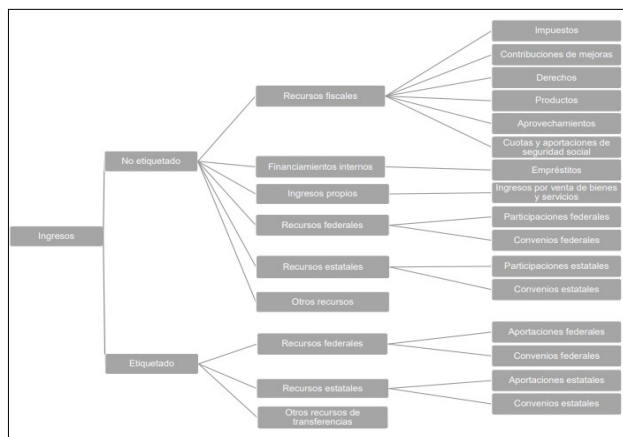 Impuestos
Contribuciones de mejoras
Recursos fiscales
Derechos
Productos
Aprovechamientos
Cuotas y aportaciones de
seguridad social
No etiquetado
Financiamientos internos
Empréstitos
Ingresos propios
Ingresos por venta de bienes
y servicios
Recursos federales
Participaciones federales
Convenios federales
Ingresos
Recursos estatales
Participaciones estatales
Convenios estatales
Otros recursos
Etiquetado
Recursos federales
Aportaciones federales
Convenios federales
Recursos estatales
Aportaciones estatales
Convenios estatales
Otros recursos de
transferencias